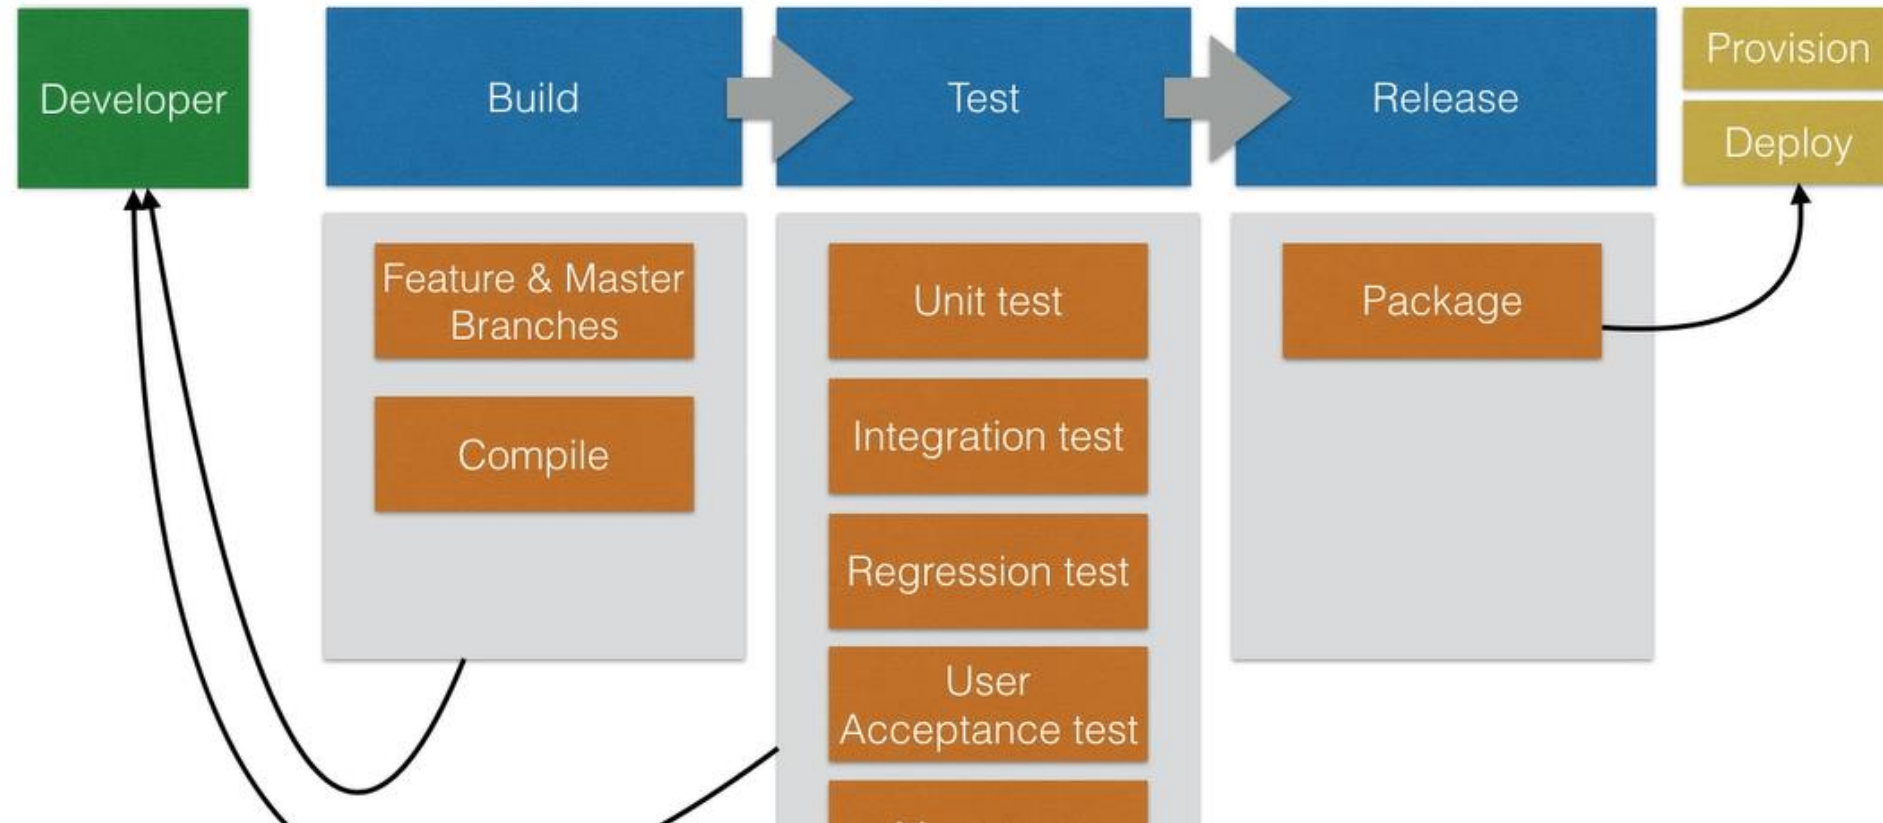 Developer
Build
Test
Release
Provision
Deploy
Feature & Master
Branches
Compile
Unit test
Integration test
Regression test
User
Acceptance test
Package